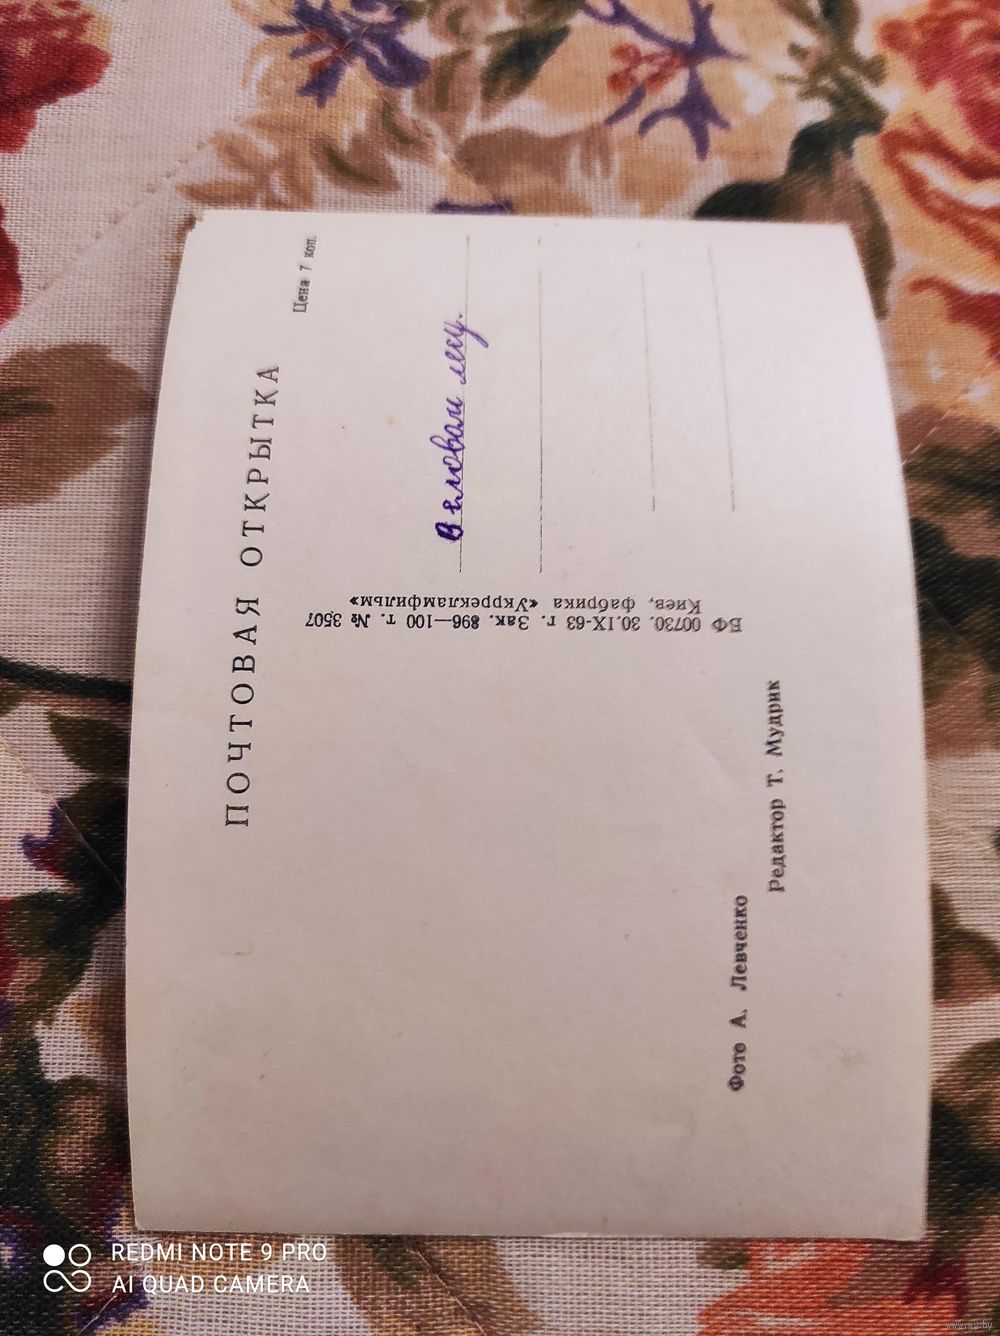 ПОЧТОВАЯ ОТКРЫТКА
Цена 7 коп.
В еловом лесу.
БФ 00730. 30.IX-63 г. Зак. 896—100 т. № 3507
Киев, фабрика «Укррекламфильм»
Фото А. Левченко
Редактор Т. Мудрик
REDMI NOTE 9 PRO
AI QUAD CAMERA